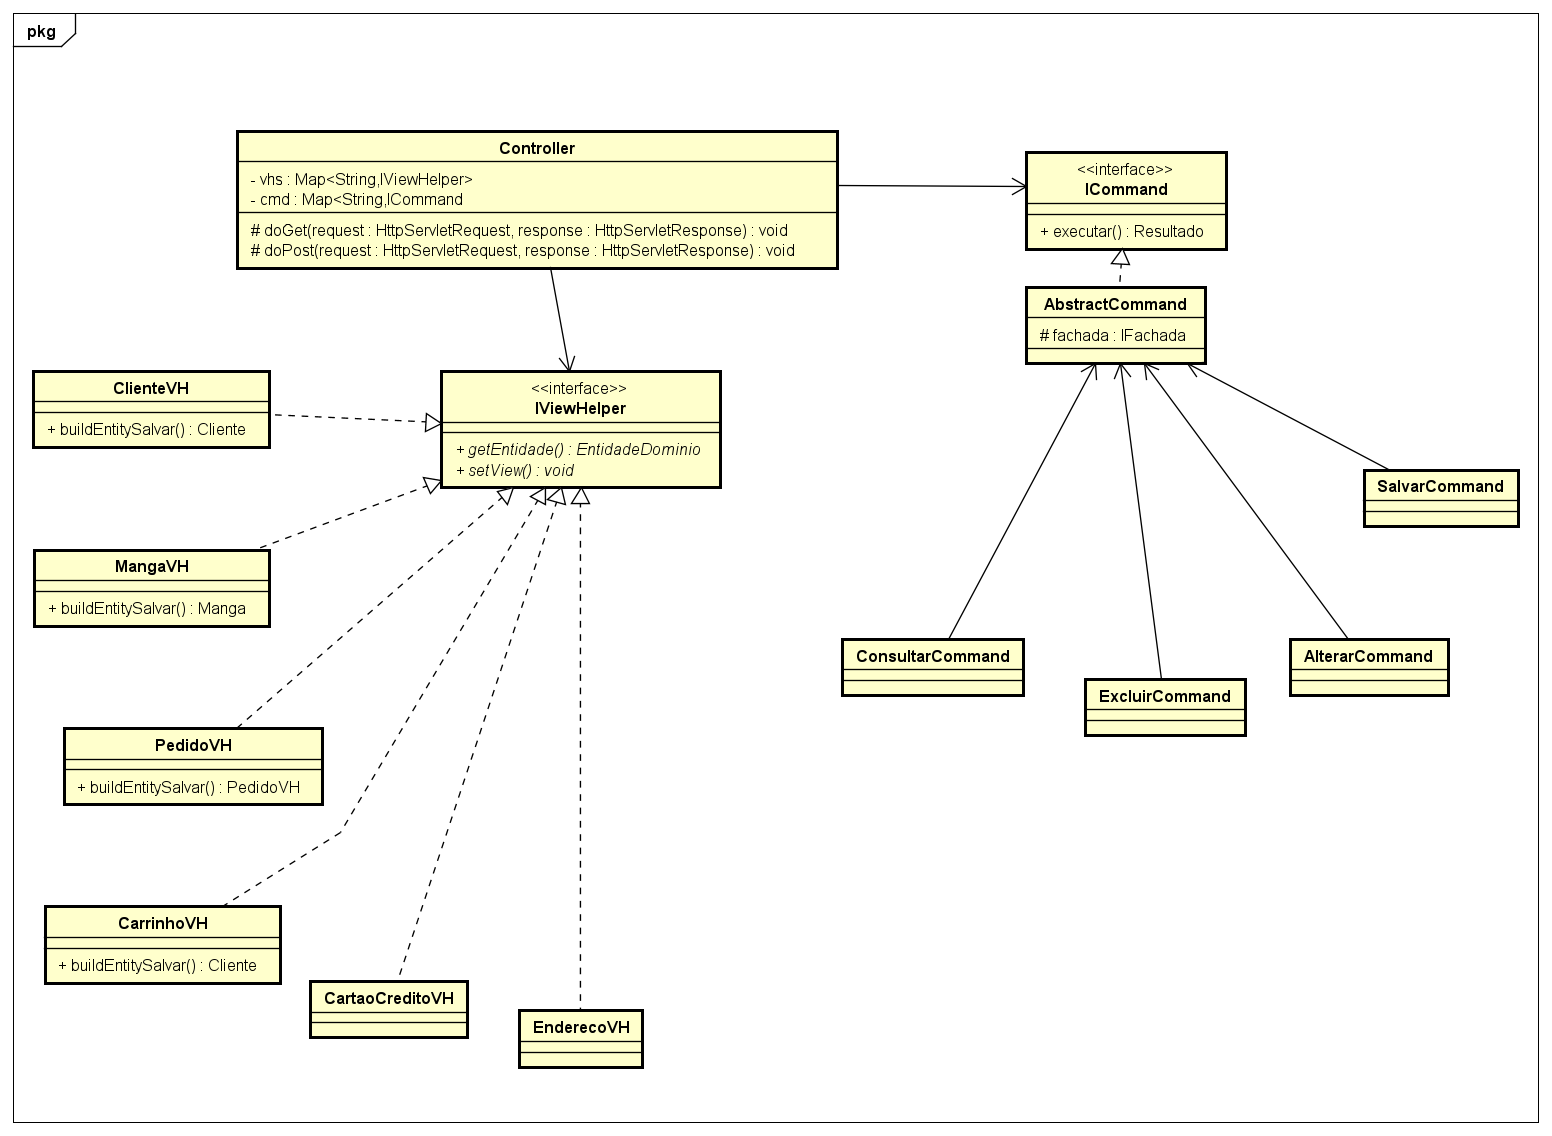 pkg
Controller
- vhs : Map<String,IViewHelper>
- cmd : Map<String,ICommand
# doGet(request : HttpServletRequest, response : HttpServletResponse) : void
# doPost(request : HttpServletRequest, response : HttpServletResponse) : void
<<interface>>
ICommand
+ executar() : Resultado
AbstractCommand
# fachada : IFachada
ClienteVH
+ buildEntitySalvar() : Cliente
<<interface>>
IViewHelper
+ getEntidade() : EntidadeDominio
+ setView() : void
SalvarCommand
MangaVH
+ buildEntitySalvar() : Manga
ConsultarCommand
ExcluirCommand
AlterarCommand
PedidoVH
+ buildEntitySalvar() : PedidoVH
CarrinhoVH
+ buildEntitySalvar() : Cliente
CartaoCreditoVH
EnderecoVH